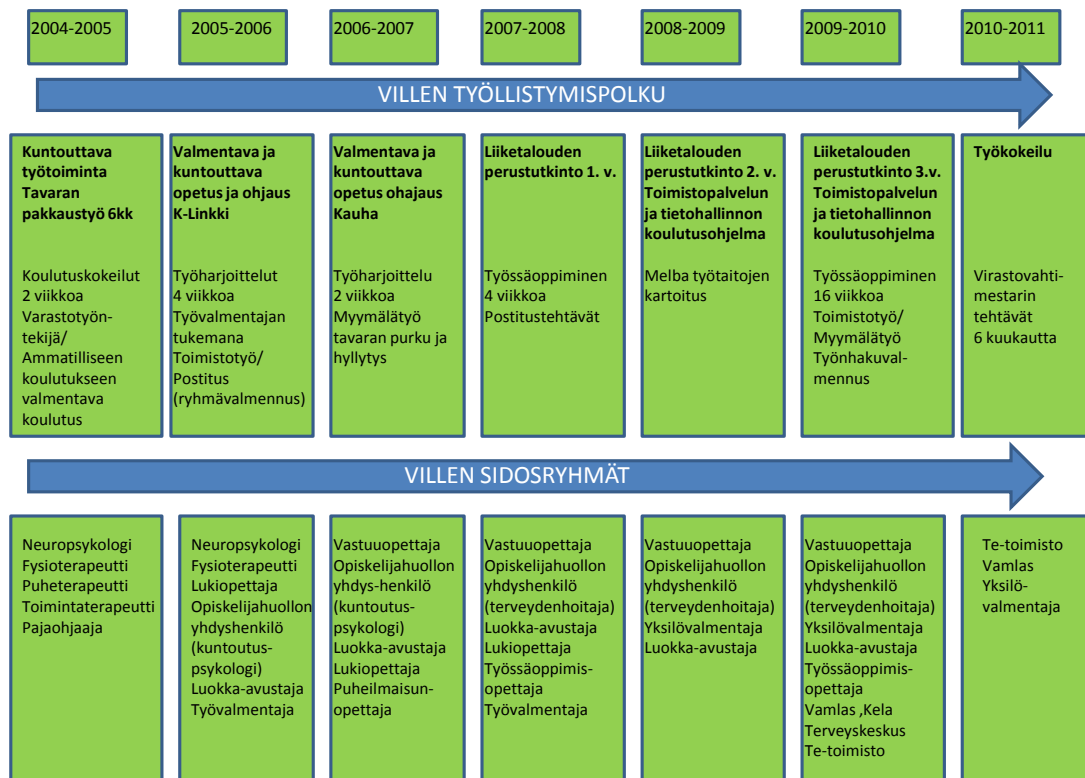 2004-2005
2005-2006
2006-2007
2007-2008
2008-2009
2009-2010
2010-2011
VILLEN TYÖLLISTYMISPOLKU
Kuntouttava
työtoiminta
Tavaran
pakkaustyö 6kk
Koulutuskokeilut
2 viikkoa
Varastotyön-
tekijä/
Ammatilliseen
koulutukseen
valmentava
koulutus
Valmentava ja
kuntouttava
opetus ja ohjaus
K-Linkki
Työharjoittelut
4 viikkoa
Työvalmentajan
tukemana
Toimistotyö/
Postitus
(ryhmävalmennus)
Valmentava ja
kuntouttava
opetus ohajaus
Kauha
Työharjoittelu
2 viikkoa
Myymälätyö
tavaran purku ja
hyllytys
Liiketalouden
perustutkinto 1. v.
Työssäoppiminen
4 viikkoa
Postitustehtävät
Liiketalouden
perustutkinto 2. v.
Toimistopalvelun
ja tietohallinnon
koulutusohjelma
Melba työtaitojen
kartoitus
Liiketalouden
perustutkinto 3.v.
Toimistopalvelun
ja tietohallinnon
koulutusohjelma
Työssäoppiminen
16 viikkoa
Toimistotyö/
Myymälätyö
Työnhakuval-
mennus
Työkokeilu
Virastovahti-
mestarin
tehtävät
6 kuukautta
VILLEN SIDOSRYHMÄT
Neuropsykologi
Fysioterapeutti
Puheterapeutti
Toimintaterapeutti
Pajaohjaaja
Neuropsykologi
Fysioterapeutti
Lukiopettaja
Opiskelijahuollon
yhdyshenkilö
(kuntoutus-
psykologi)
Luokka-avustaja
Työvalmentaja
Vastuuopettaja
Opiskelijahuollon
yhdys-henkilö
(kuntoutus-
psykologi)
Luokka-avustaja
Lukiopettaja
Puheilmaisun-
opettaja
Vastuuopettaja
Opiskelijahuollon
yhdyshenkilö
(terveydenhoitaja)
Luokka-avustaja
Lukiopettaja
Työssäoppimis-
opettaja
Työvalmentaja
Vastuuopettaja
Opiskelijahuollon
yhdyshenkilö
(terveydenhoitaja)
Yksilövalmentaja
Luokka-avustaja
Vastuuopettaja
Opiskelijahuollon
yhdyshenkilö
(terveydenhoitaja)
Yksilövalmentaja
Luokka-avustaja
Työssäoppimis-
opettaja
Vamlas ,Kela
Terveyskeskus
Te-toimisto
Te-toimisto
Vamlas
Yksilö-
valmentaja